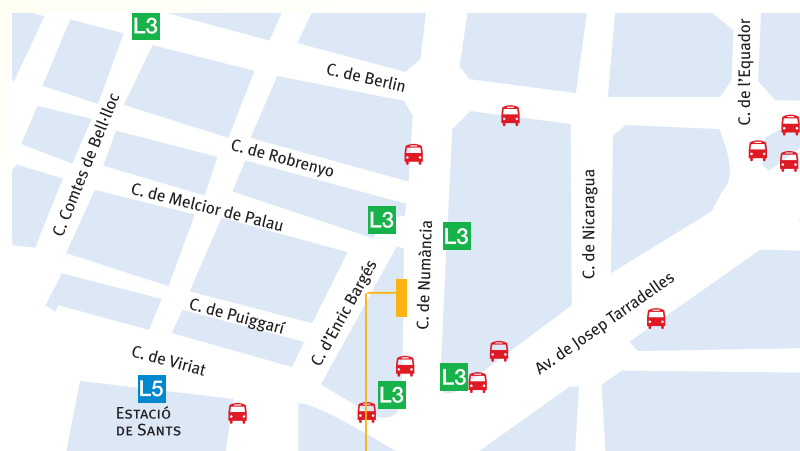 L3
C. de l'Equador
C. de Berlin
C. Comtes de Bell·lloc
C. de Robrenyo
C. de Melcior de Palau
C. de Nicaragua
L3
L3
C. de Numància
C. d'Enric Bargés
C. de Puiggarí
Av. de Josep Tarradelles
C. de Viriat
L5
L3
L3
Estació
de Sants